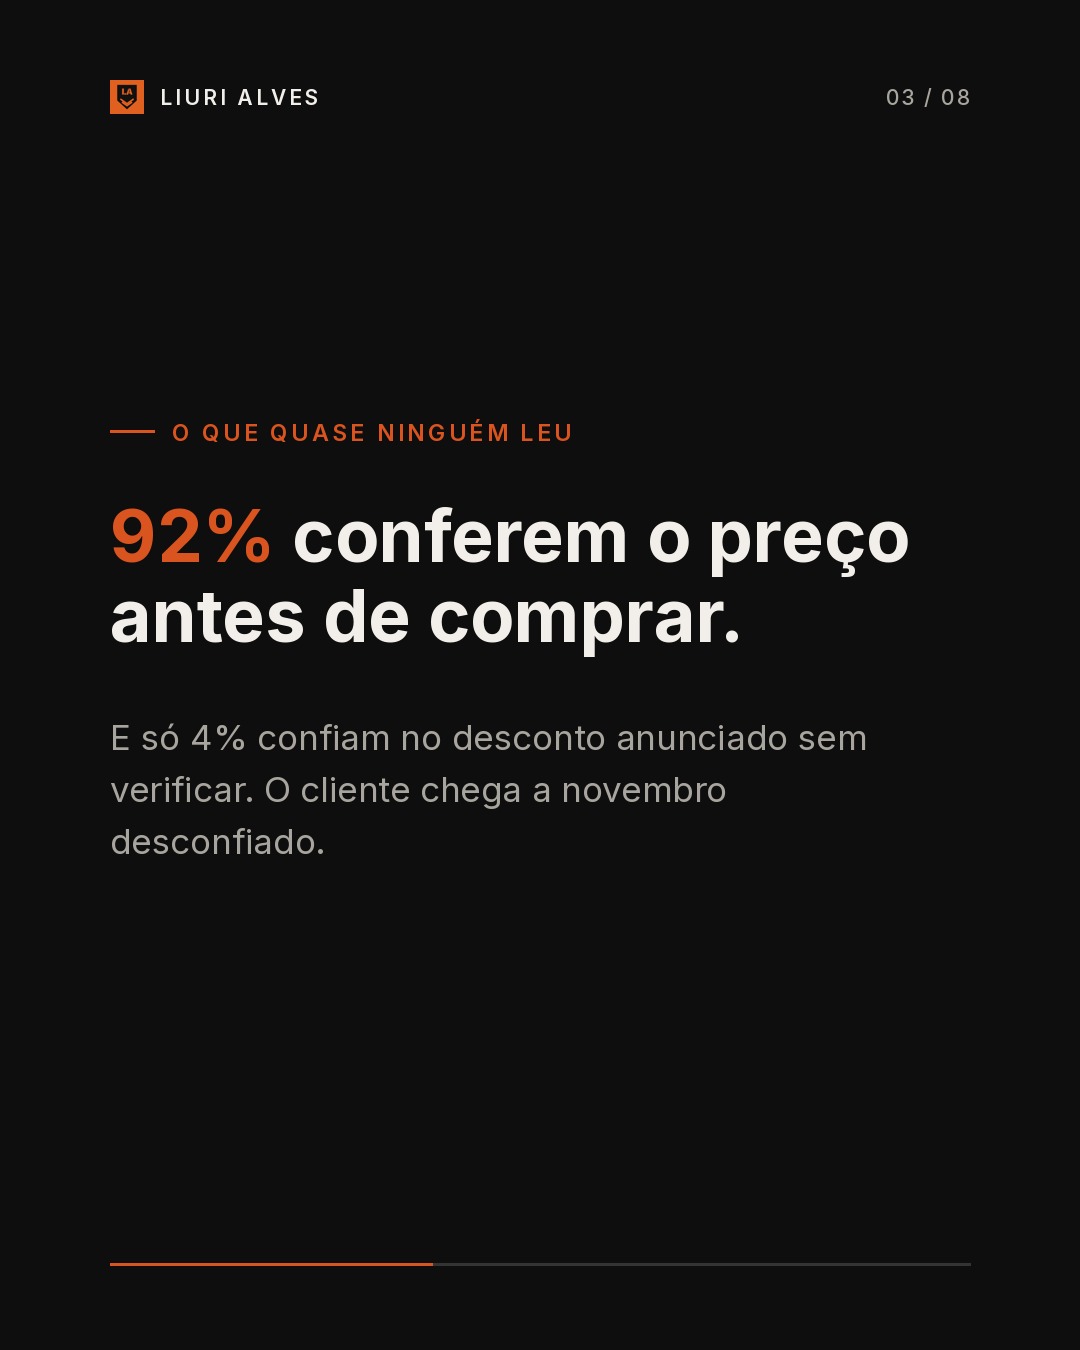 LA
LIURI ALVES
03 / 08
O QUE QUASE NINGUÉM LEU
92% conferem o preço
antes de comprar.
E só 4% confiam no desconto anunciado sem
verificar. O cliente chega a novembro
desconfiado.